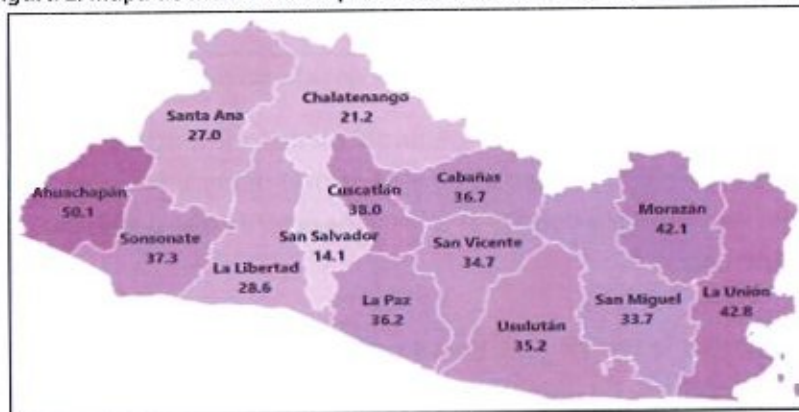 Santa Ana
27.0
Chalatenango
21.2
Ahuachapán
50.1
Sonsonate
37.3
La Libertad
28.6
San Salvador
14.1
Cuscatlán
38.0
Cabañas
36.7
San Vicente
34.7
La Paz
36.2
Usulután
35.2
San Miguel
33.7
Morazán
42.1
La Unión
42.8